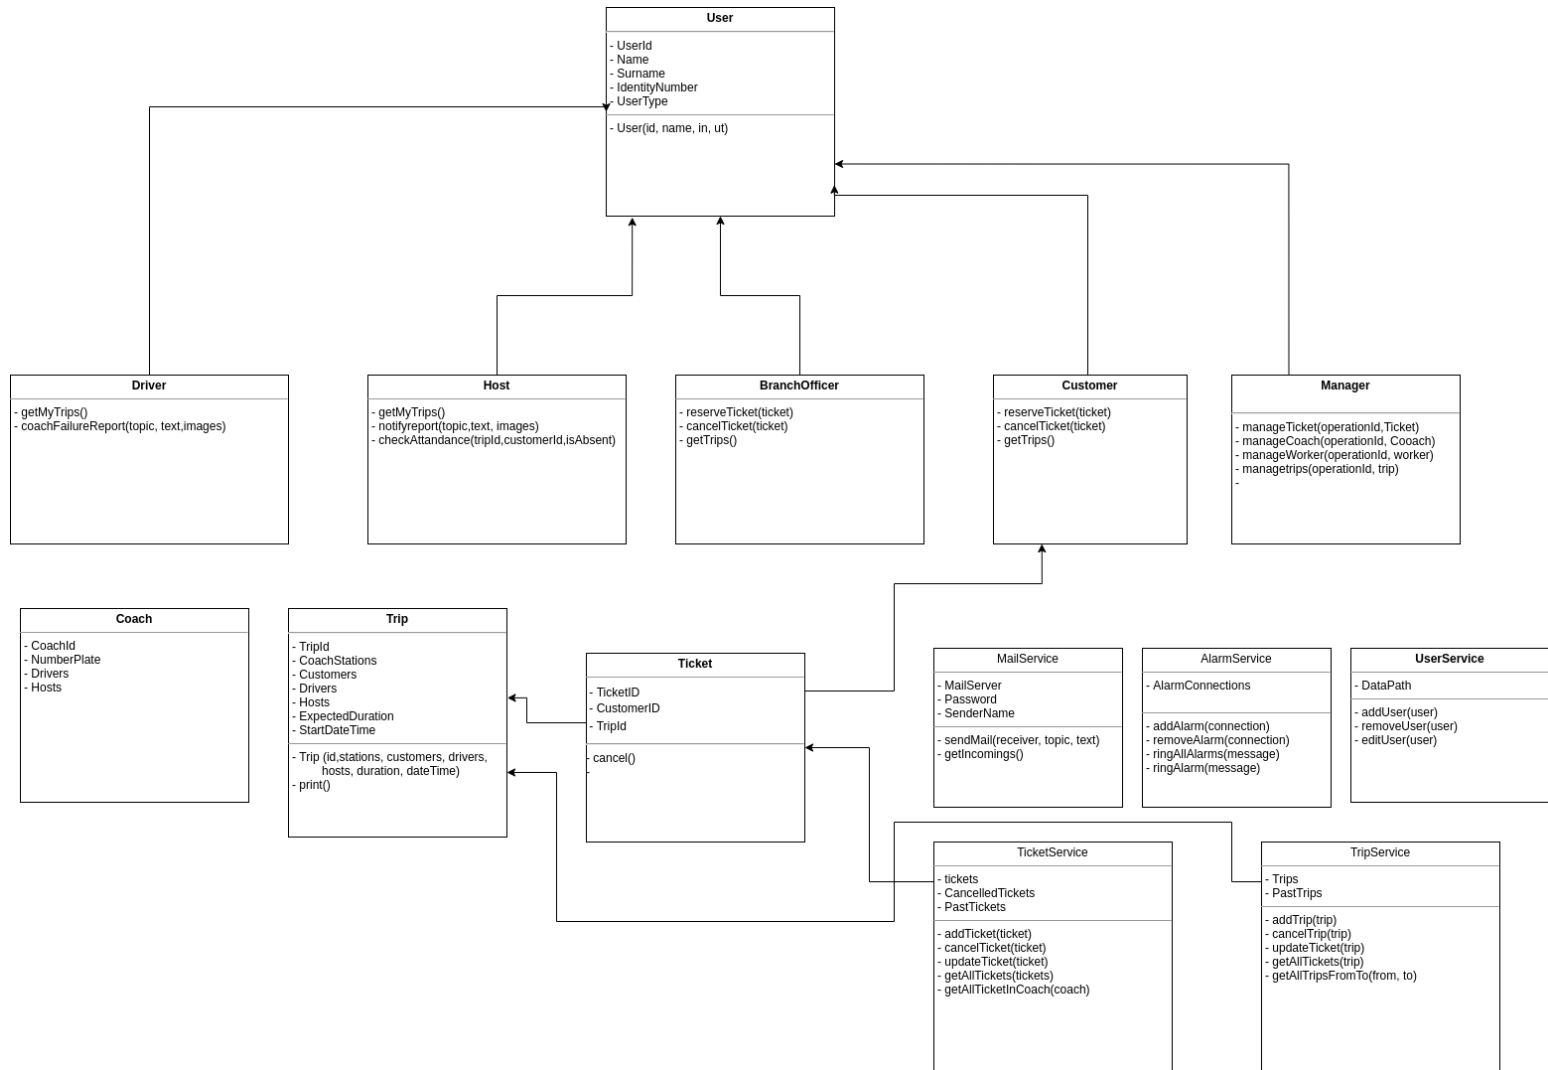 User
- UserId
- Name
- Surname
- IdentityNumber
- UserType
- User(id, name, in, ut)
Driver
- getMyTrips()
- coachFailureReport(topic, text,images)
Host
- getMyTrips()
- notifyreport(topic,text, images)
- checkAttandance(tripId,customerId,isAbsent)
BranchOfficer
- reserveTicket(ticket)
- cancelTicket(ticket)
- getTrips()
Customer
- reserveTicket(ticket)
- cancelTicket(ticket)
- getTrips()
Manager
- manageTicket(operationId,Ticket)
- manageCoach(operationId, Cooach)
- manageWorker(operationId, worker)
- managetrips(operationId, trip)
-
Coach
- CoachId
- NumberPlate
- Drivers
- Hosts
Trip
- TripId
- CoachStations
- Customers
- Drivers
- Hosts
- ExpectedDuration
- StartDateTime
- Trip (id,stations, customers, drivers,
hosts, duration, dateTime)
- print()
Ticket
- TicketID
- CustomerID
- TripId
- cancel()
-
MailService
- MailServer
- Password
- SenderName
- sendMail(receiver, topic, text)
- getIncomings()
AlarmService
- AlarmConnections
- addAlarm(connection)
- removeAlarm(connection)
- ringAllAlarms(message)
- ringAlarm(message)
UserService
- DataPath
- addUser(user)
- removeUser(user)
- editUser(user)
TicketService
- tickets
- CancelledTickets
- PastTickets
- addTicket(ticket)
- cancelTicket(ticket)
- updateTicket(ticket)
- getAllTickets(tickets)
- getAllTicketInCoach(coach)
TripService
- Trips
- PastTrips
- addTrip(trip)
- cancelTrip(trip)
- updateTicket(trip)
- getAllTickets(trip)
- getAllTripsFromTo(from, to)